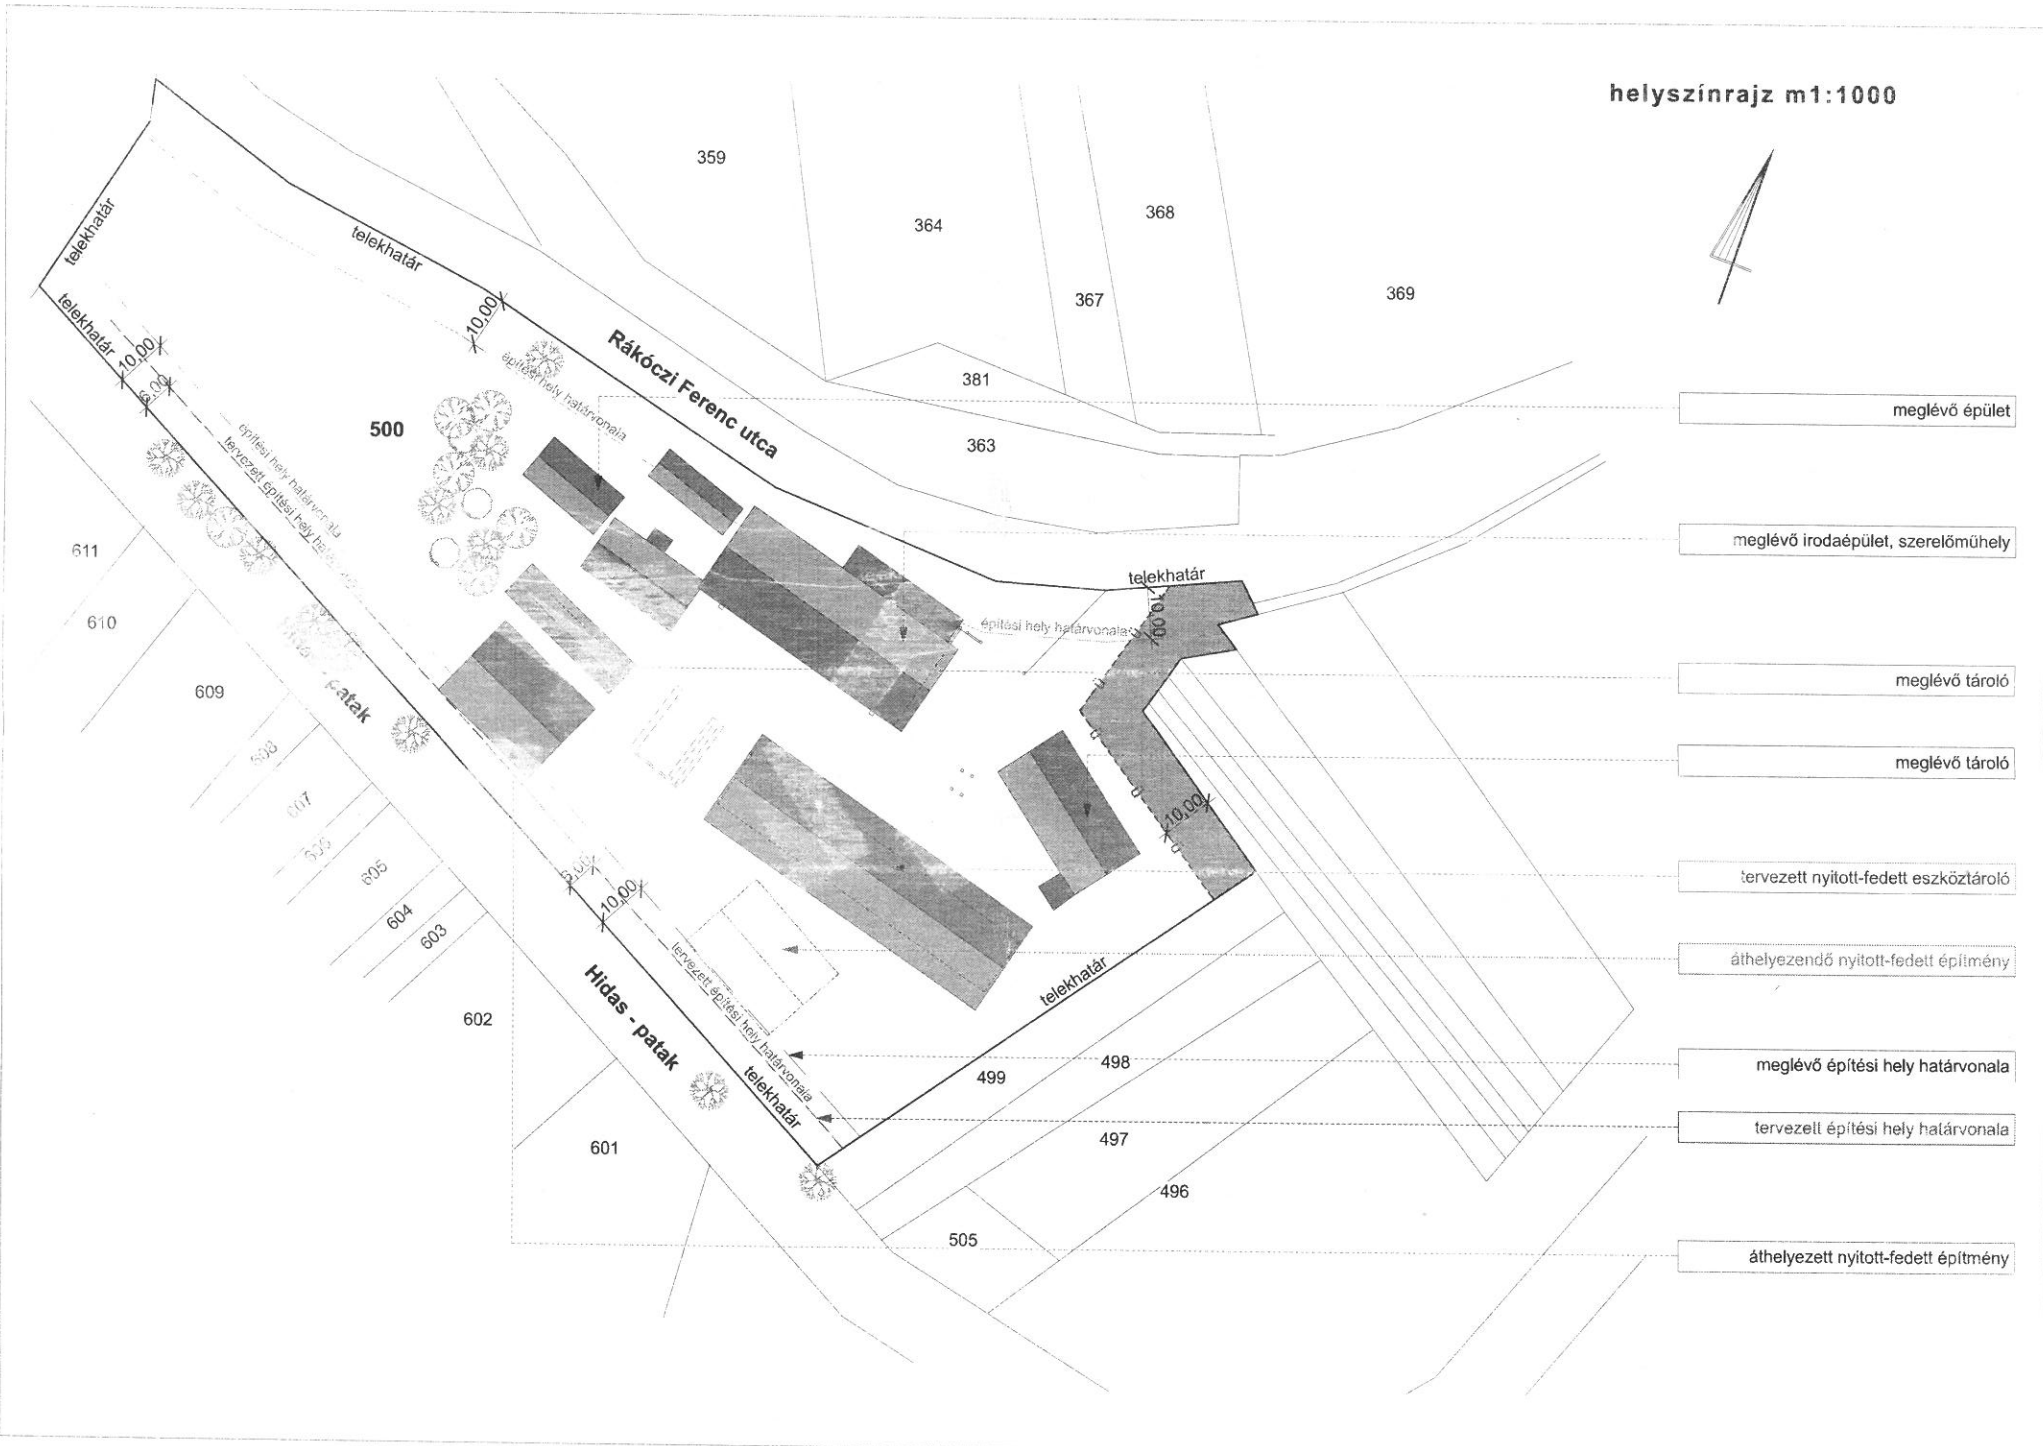 helyszínrajz m1:1000
359
364
368
367
369
381
363
telekhatár
telekhatár
telekhatár
10,00
10,00
6,00
Rákóczi Ferenc utca
építési hely határvonala
500
építési hely határvonala
tervezett építési hely
telekhatár
10,00
építési hely határvonala
10,00
611
610
609
608
607
606
605
604
603
602
601
patak
10,00
Hidas - patak
tervezett építési hely határvonala
telekhatár
telekhatár
499
498
497
496
505
meglévő épület
meglévő irodaépület, szerelőműhely
meglévő tároló
meglévő tároló
tervezett nyitott-fedett eszköztároló
áthelyezendő nyitott-fedett építmény
meglévő építési hely határvonala
tervezett építési hely határvonala
áthelyezett nyitott-fedett építmény